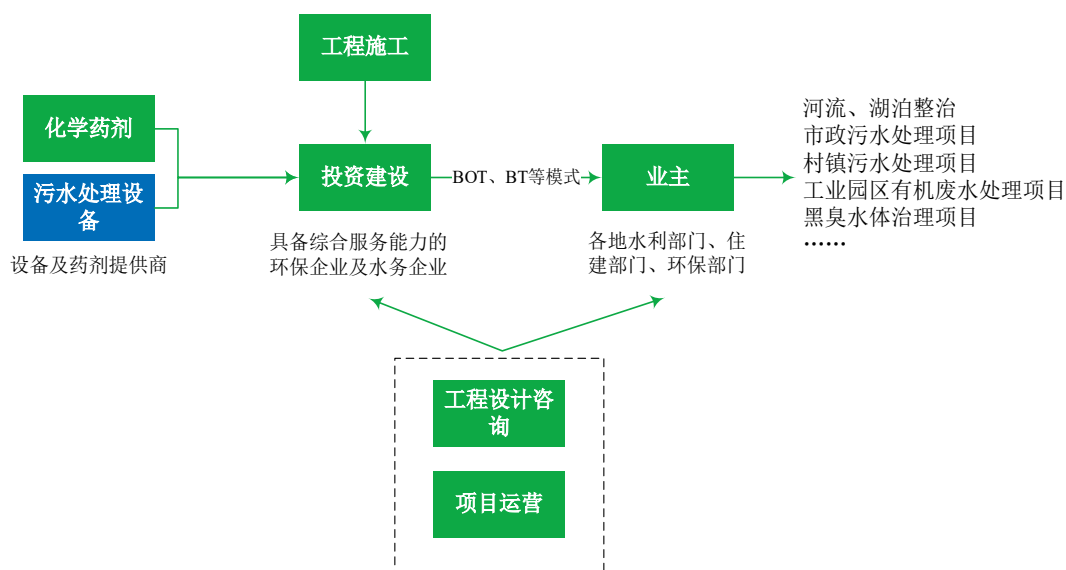 工程施工
化学药剂
污水处理设
备
设备及药剂提供商
投资建设
具备综合服务能力的
环保企业及水务企业
BOT、BT等模式
业主
各地水利部门、住
建部门、环保部门
河流、湖泊整治
市政污水处理项目
村镇污水处理项目
工业园区有机废水处理项目
黑臭水体治理项目
……
工程设计咨
询
项目运营